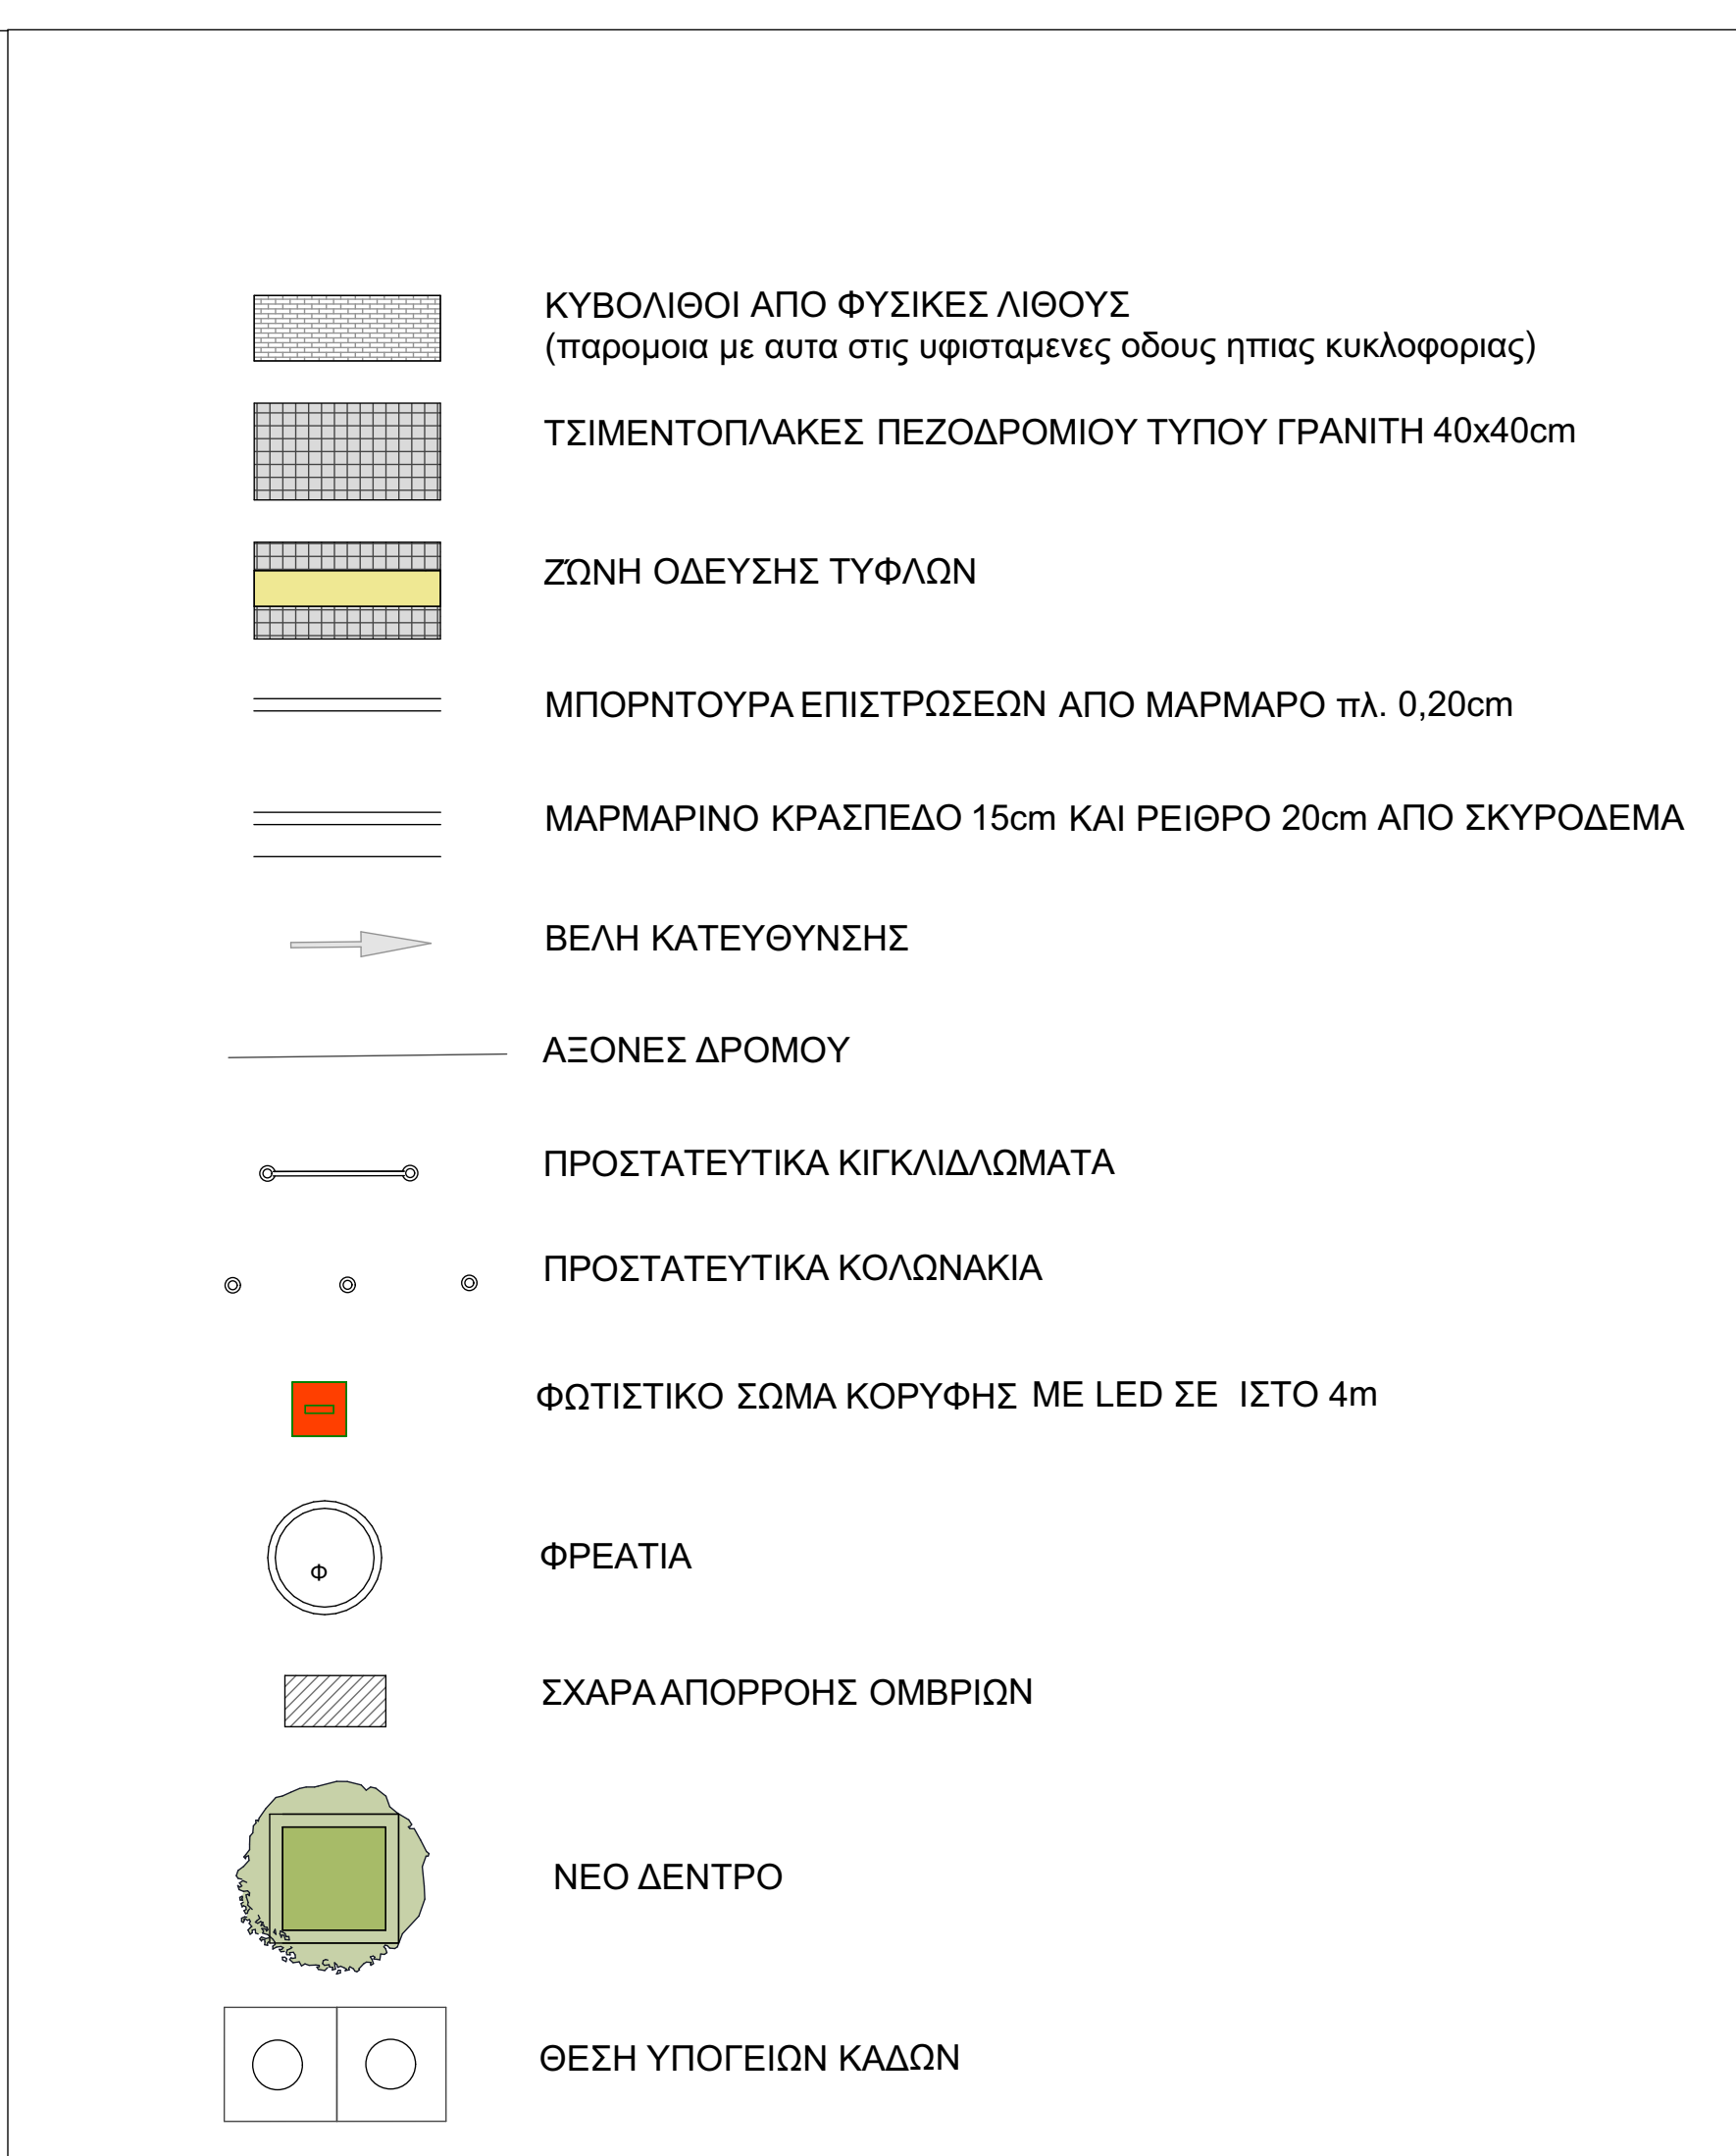 ΚΥΒΟΛΙΘΟΙ ΑΠΟ ΦΥΣΙΚΕΣ ΛΙΘΟΥΣ
(παρομοια με αυτα στις υφισταμενες οδους ηπιας κυκλοφοριας)
ΤΣΙΜΕΝΤΟΠΛΑΚΕΣ ΠΕΖΟΔΡΟΜΙΟΥ ΤΥΠΟΥ ΓΡΑΝΙΤΗ 40x40cm
ΖΏΝΗ ΟΔΕΥΣΗΣ ΤΥΦΛΩΝ
ΜΠΟΡΝΤΟΥΡΑ ΕΠΙΣΤΡΩΣΕΩΝ ΑΠΟ ΜΑΡΜΑΡΟ πλ. 0,20cm
ΜΑΡΜΑΡΙΝΟ ΚΡΑΣΠΕΔΟ 15cm ΚΑΙ ΡΕΙΘΡΟ 20cm ΑΠΟ ΣΚΥΡΟΔΕΜΑ
ΒΕΛΗ ΚΑΤΕΥΘΥΝΣΗΣ
ΑΞΟΝΕΣ ΔΡΟΜΟΥ
ΠΡΟΣΤΑΤΕΥΤΙΚΑ ΚΙΓΚΛΙΔΛΩΜΑΤΑ
ΠΡΟΣΤΑΤΕΥΤΙΚΑ ΚΟΛΩΝΑΚΙΑ
ΦΩΤΙΣΤΙΚΟ ΣΩΜΑ ΚΟΡΥΦΗΣ ΜΕ LED ΣΕ ΙΣΤΟ 4m
Φ
ΦΡΕΑΤΙΑ
ΣΧΑΡΑ ΑΠΟΡΡΟΗΣ ΟΜΒΡΙΩΝ
ΝΕΟ ΔΕΝΤΡΟ
ΘΕΣΗ ΥΠΟΓΕΙΩΝ ΚΑΔΩΝ